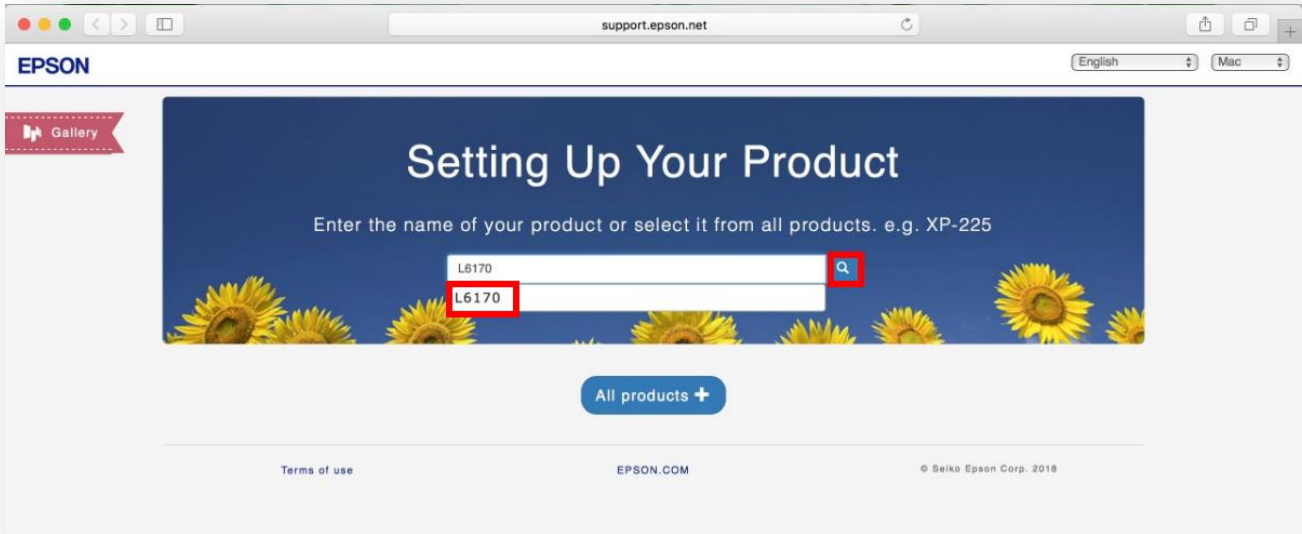 support.epson.net
EPSON
English
Mac
Gallery
Setting Up Your Product
Enter the name of your product or select it from all products. e.g. XP-225
L6170
L6170
All products +
Terms of use
EPSON.COM
© Seiko Epson Corp. 2018